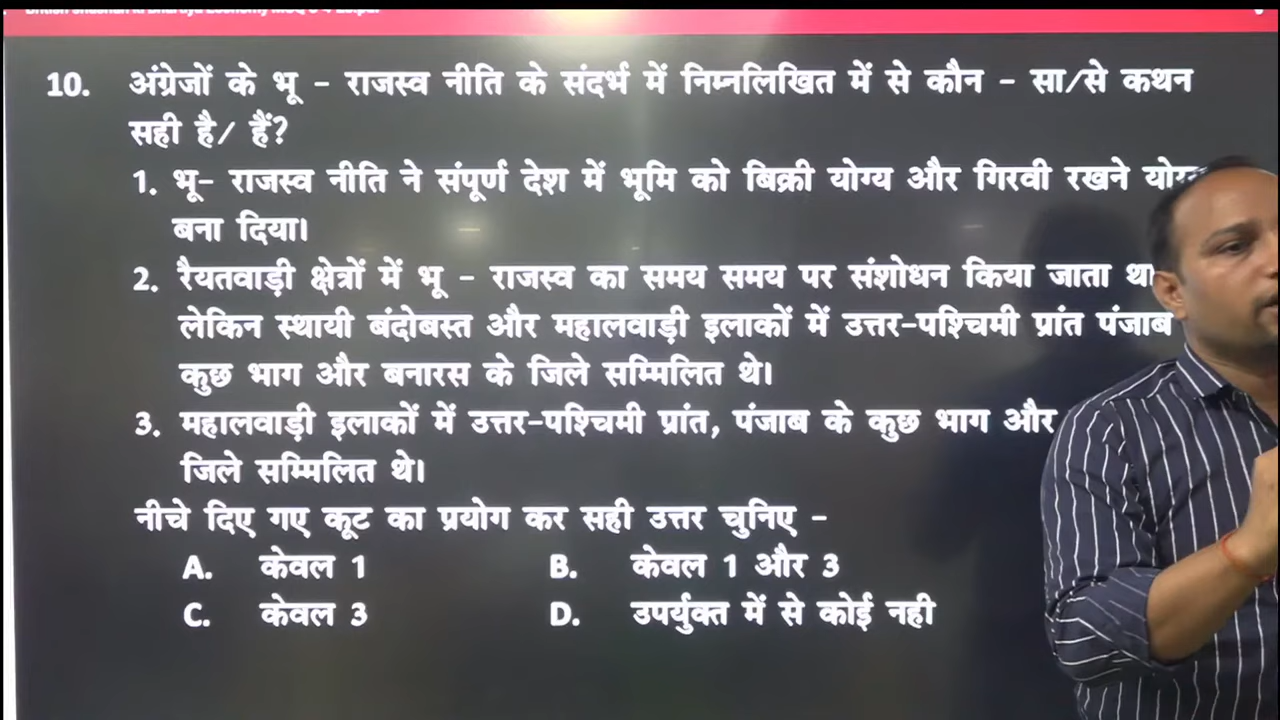 10. अंग्रेजों के भू - राजस्व नीति के संदर्भ में निम्नलिखित में से कौन - सा/से कथन
सही है/ हैं?
1. भू- राजस्व नीति ने संपूर्ण देश में भूमि को बिक्री योग्य और गिरवी रखने
बना दिया।
2. रैयतवाड़ी क्षेत्रों में भू - राजस्व का समय समय पर संशोधन किया जाता था
लेकिन स्थायी बंदोबस्त और महालवाड़ी इलाकों में उत्तर-पश्चिमी प्रांत पंजाब
कुछ भाग और बनारस के जिले सम्मिलित थे।
3. महालवाड़ी इलाकों में उत्तर-पश्चिमी प्रांत, पंजाब के कुछ भाग और
जिले सम्मिलित थे।
नीचे दिए गए कूट का प्रयोग कर सही उत्तर चुनिए -
A. केवल 1 B. केवल 1 और 3
C. केवल 3 D. उपर्युक्त में से कोई नही